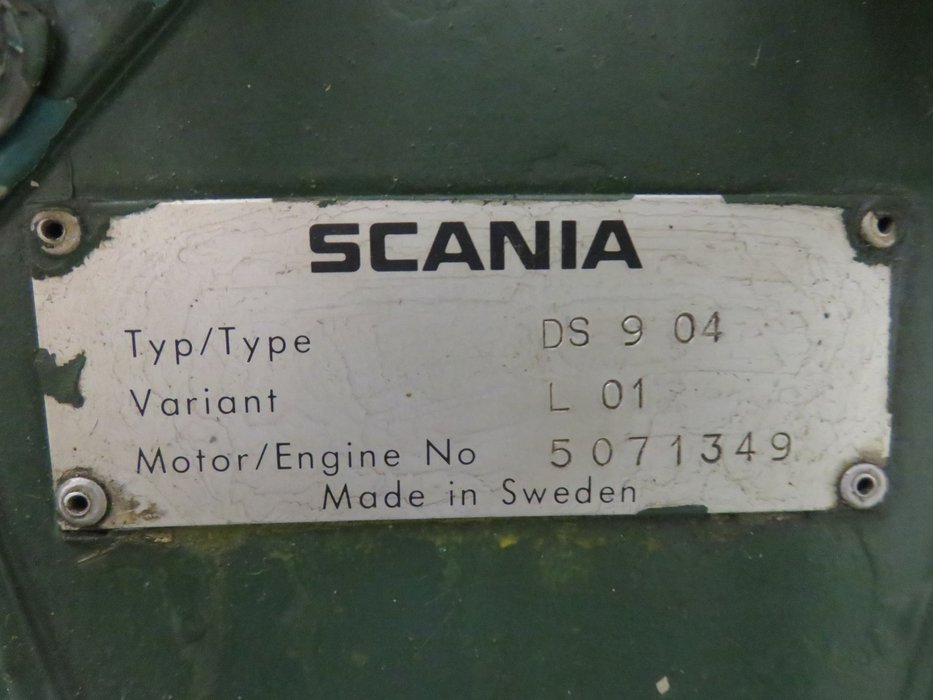 SCANIA
Typ/Type DS 9 04
Variant L 01
Motor/Engine No 5071349
Made in Sweden